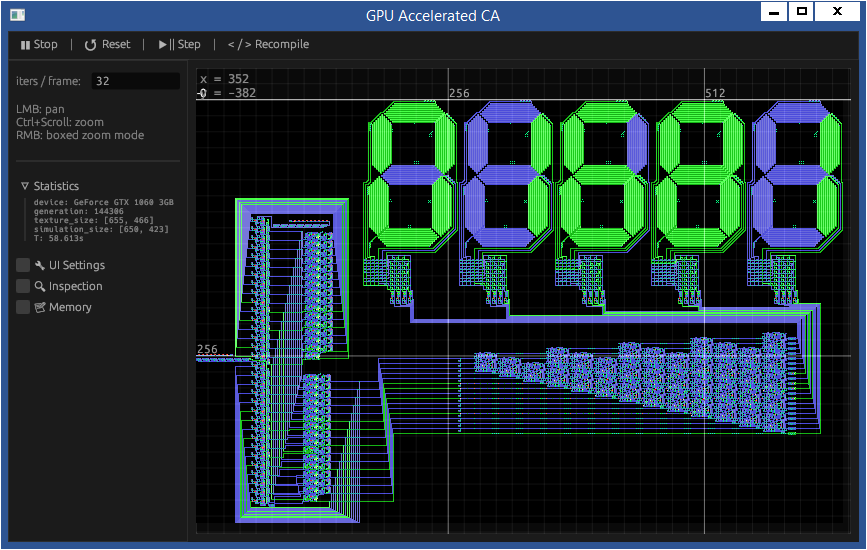 GPU Accelerated CA
Stop | Reset | Step | </> Recompile
iters / frame: 32
LMB: pan
Ctrl+Scroll: zoom
RMB: boxed zoom mode
Statistics
device: GeForce GTX 1060 3GB
generation: 144306
texture_size: [655, 466]
simulation_size: [650, 423]
T: 58.613s
UI Settings
Inspection
Memory
x = 352
= -382
256
512
256